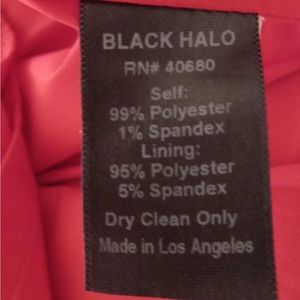 BLACK HALO
RN# 40680
Self:
99% Polyester
1% Spandex
Lining:
95% Polyester
5% Spandex
Dry Clean Only
Made in Los Angeles